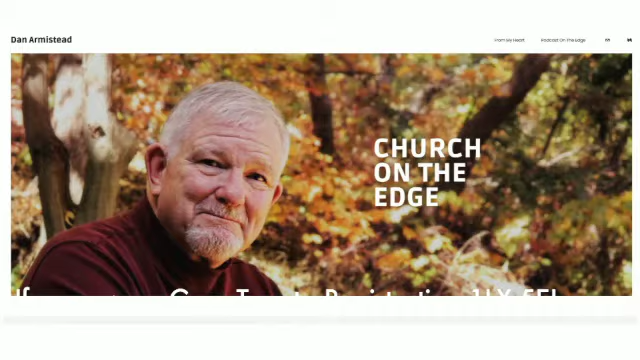 Dan Armistead
From My Heart Podcast On The Edge
CHURCH
ON THE
EDGE